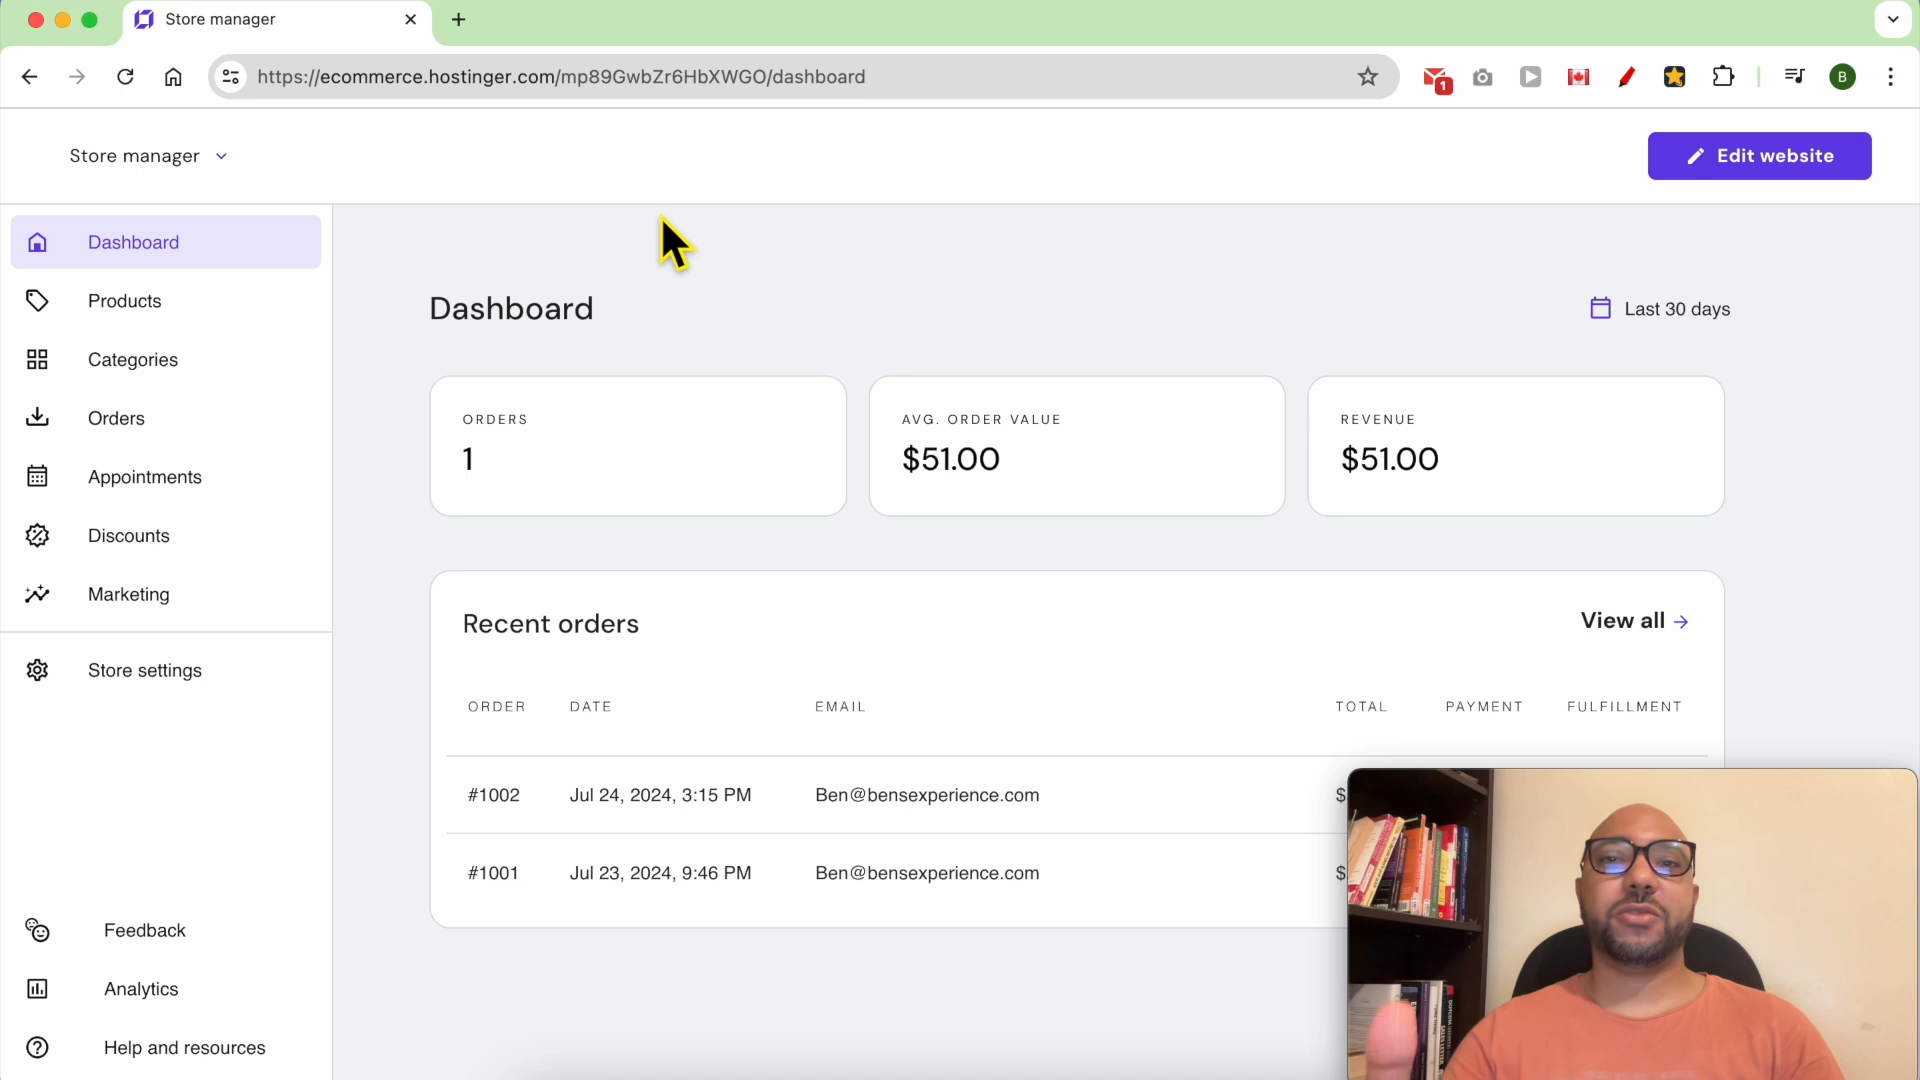 Store manager
https://ecommerce.hostinger.com/mp89GwbZr6HbXWGO/dashboard
1
B
Store manager
Edit website
Dashboard
Products
Categories
Orders
Appointments
Discounts
Marketing
Store settings
Feedback
Analytics
Help and resources
Dashboard
Last 30 days
ORDERS
1
AVG. ORDER VALUE
$51.00
REVENUE
$51.00
Recent orders
View all
ORDER DATE EMAIL TOTAL PAYMENT FULFILLMENT
#1002 Jul 24, 2024, 3:15 PM Ben@bensexperience.com $
#1001 Jul 23, 2024, 9:46 PM Ben@bensexperience.com $